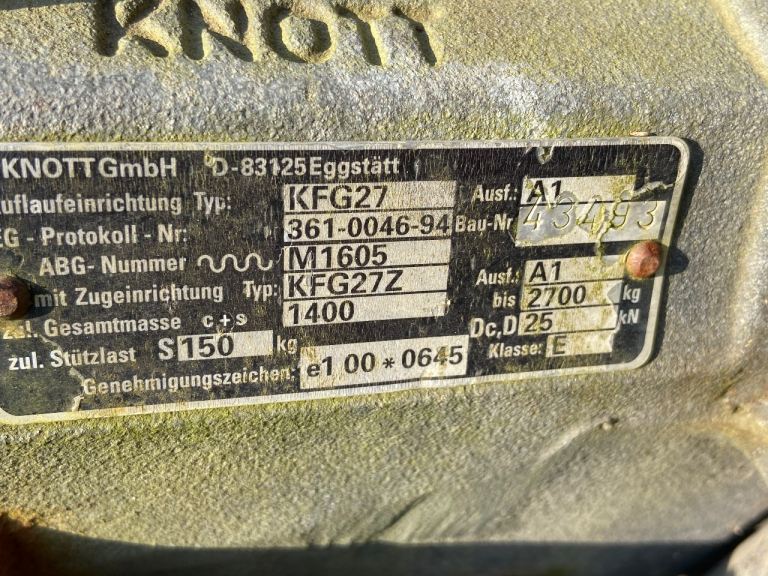 KNOTT
KNOTT GmbH D-83125 Eggstätt
uflaufeinrichtung Typ: KFG27 Ausf.: A1
G - Protokoll - Nr: 361-0046-94 Bau-Nr 43493
ABG- Nummer M1605
mit Zugeinrichtung Typ: KFG27Z Ausf.: A1
zul. Gesamtmasse c+s 1400 bis 2700 kg
zul. Stützlast S 150 kg Dc,D 25 kN
Genehmigungszeichen: e1 00 * 0645 Klasse: E